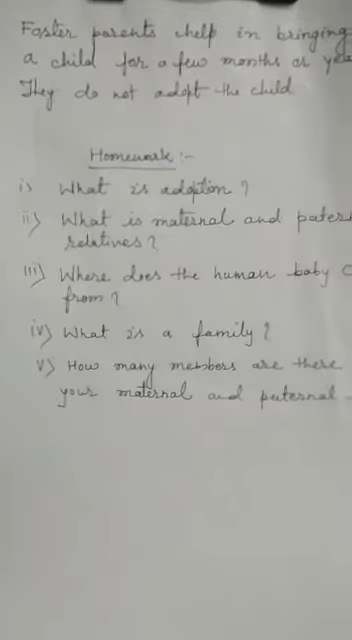 Foster parents help in bringing
a child for a few months or
They do not adopt the child
Homework :-
i) What is adoption ?
ii) What is maternal and
relatives ?
iii) Where does the human baby
from ?
iv) What is a family ?
v) How many members are there
your maternal and paternal